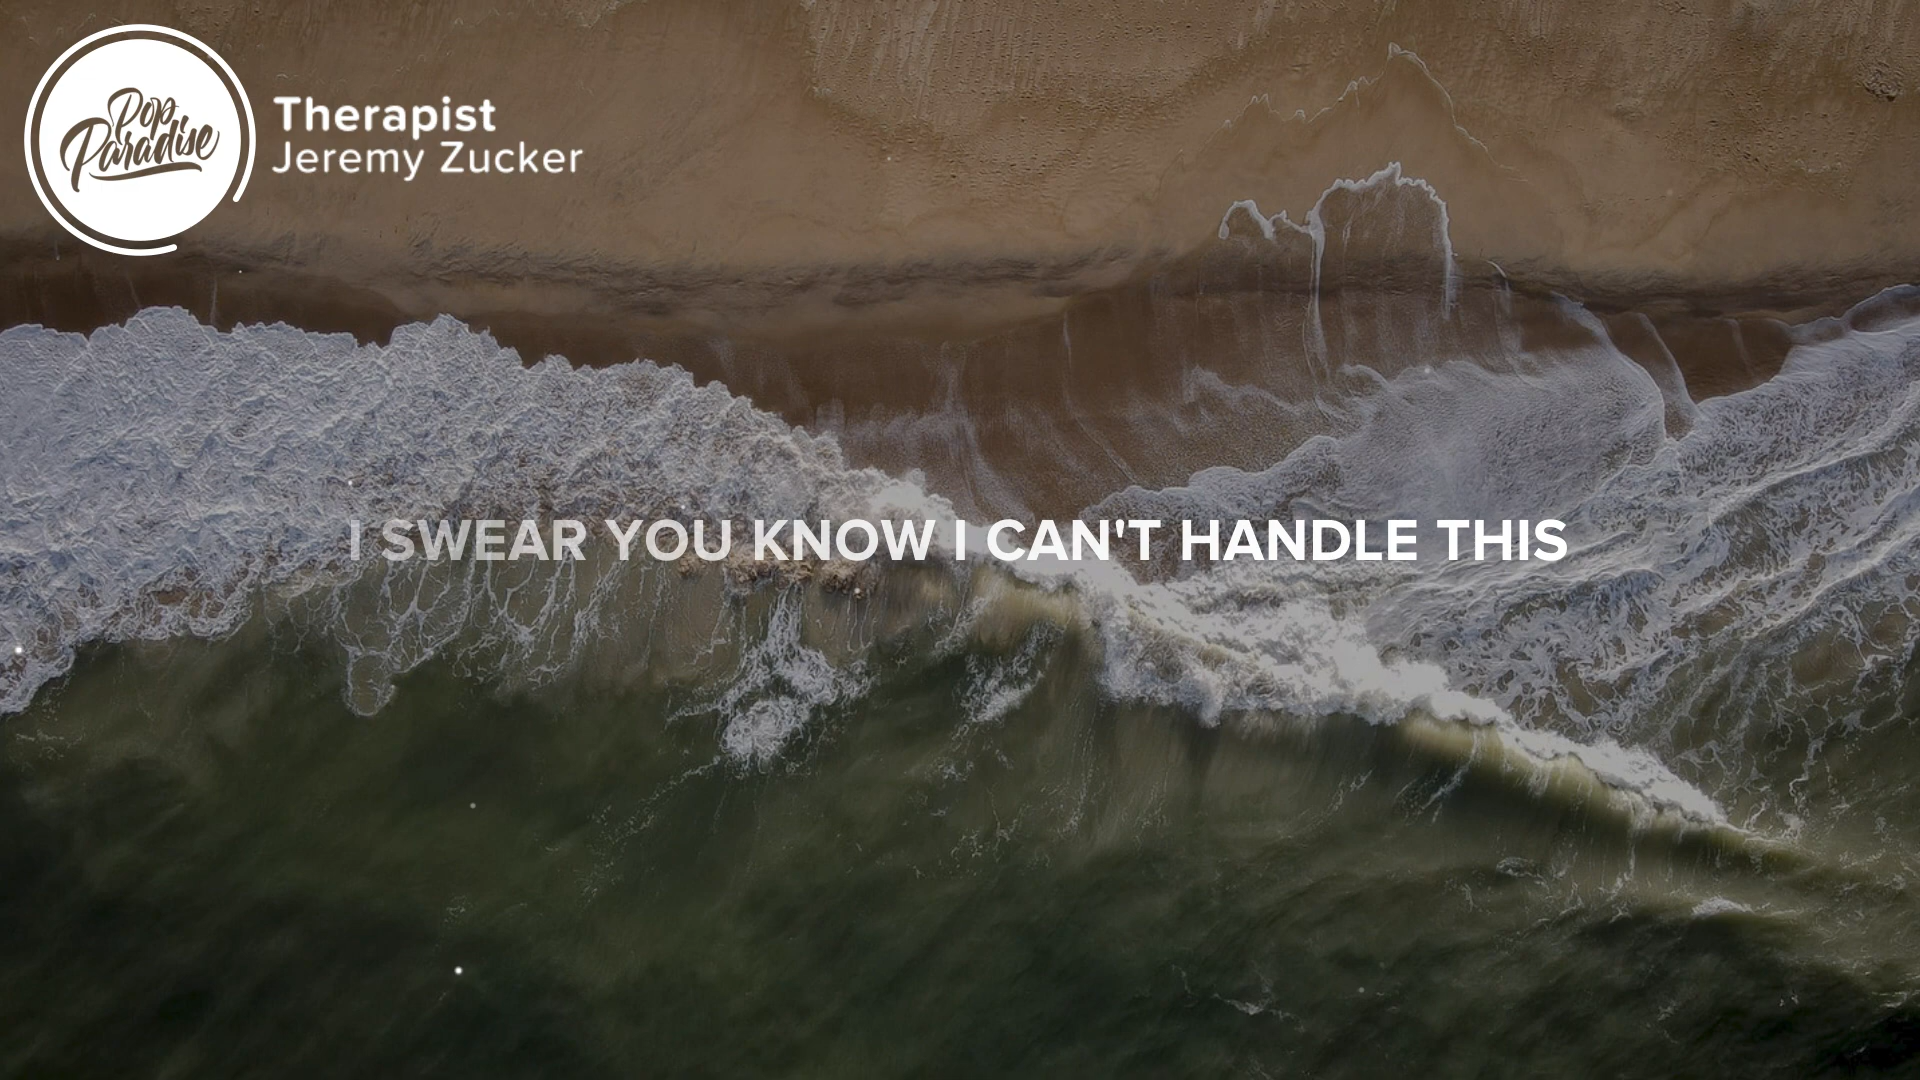 Pop
Paradise
Therapist
Jeremy Zucker
I SWEAR YOU KNOW I CAN'T HANDLE THIS